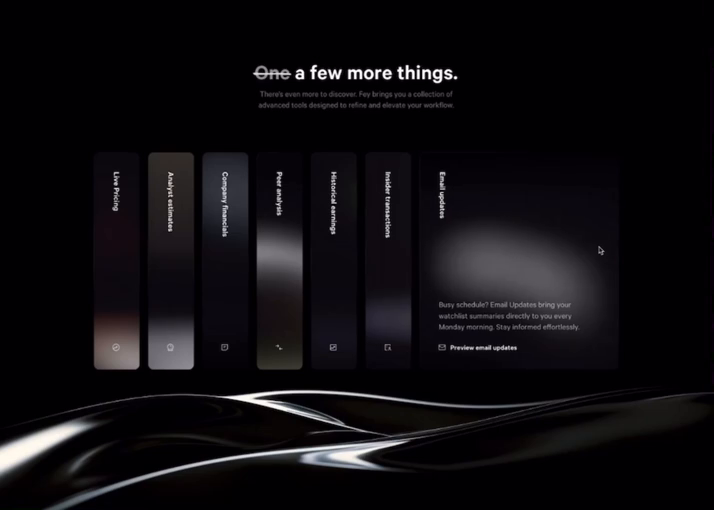 One a few more things.
There's even more to discover. Fey brings you a collection of
advanced tools designed to refine and elevate your workflow.
Live Pricing
Analyst estimates
Company financials
Peer analysis
Historical earnings
Insider transactions
Email updates
Busy schedule? Email Updates bring your
watchlist summaries directly to you every
Monday morning. Stay informed effortlessly.
Preview email updates